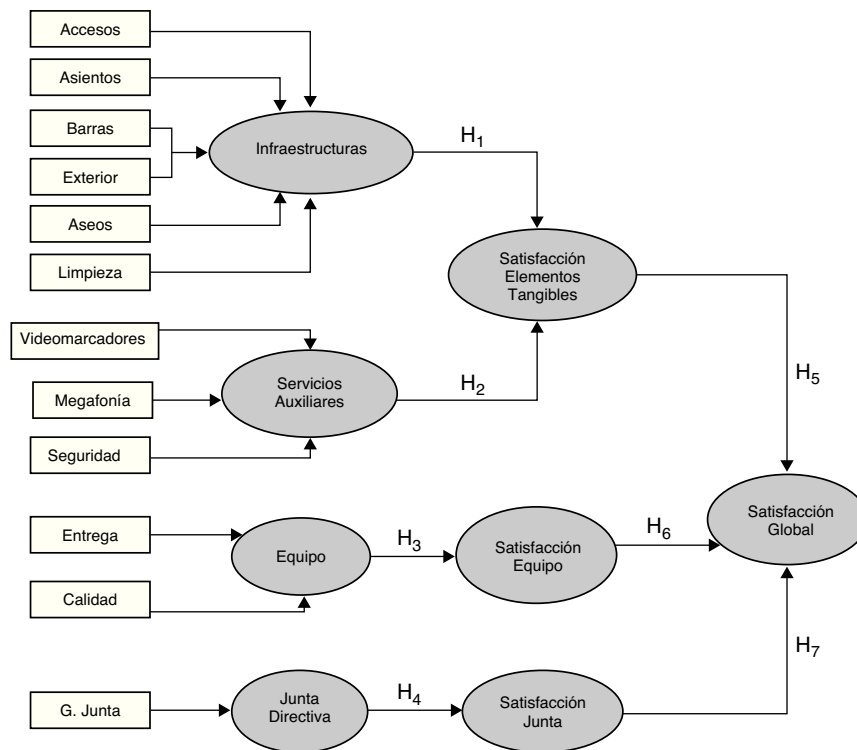 Accesos
Asientos
Barras
Exterior
Aseos
Limpieza
Infraestructuras
H1
Satisfacción
Elementos
Tangibles
Videomarcadores
Megafonía
Seguridad
Servicios
Auxiliares
H2
H5
Entrega
Calidad
Equipo
H3
Satisfacción
Equipo
H6
Satisfacción
Global
H7
G. Junta
Junta
Directiva
H4
Satisfacción
Junta